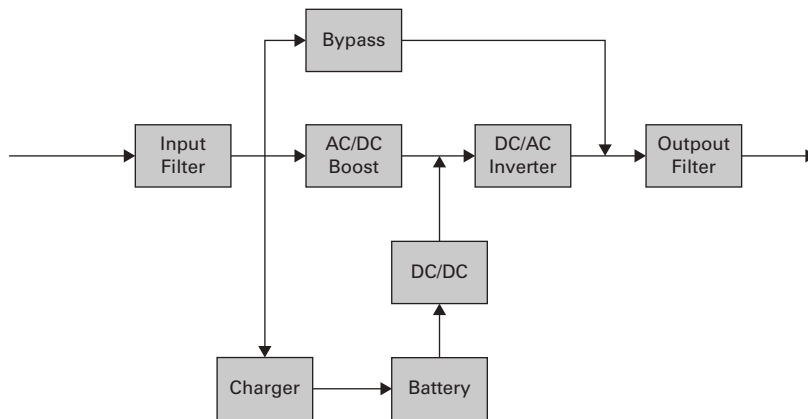 Bypass
Input
Filter
AC/DC
Boost
DC/AC
Inverter
Outpout
Filter
DC/DC
Charger
Battery